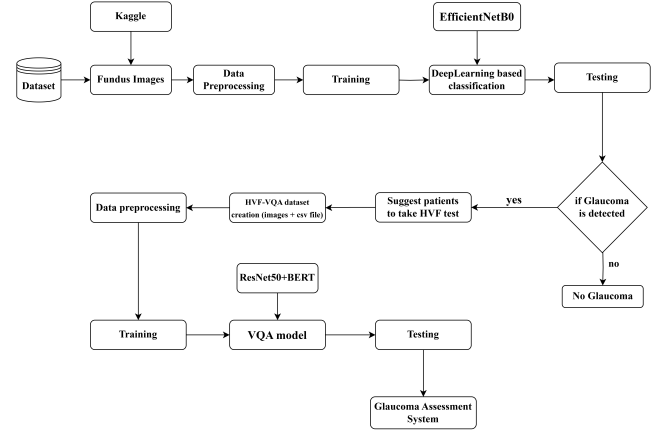 Kaggle
EfficientNetB0
Dataset
Fundus Images
Data
Preprocessing
Training
DeepLearning based
classification
Testing
Data preprocessing
HVF-VQA dataset
creation (images + csv file)
Suggest patients
to take HVF test
yes
if Glaucoma
is detected
no
No Glaucoma
ResNet50+BERT
Training
VQA model
Testing
Glaucoma Assessment
System